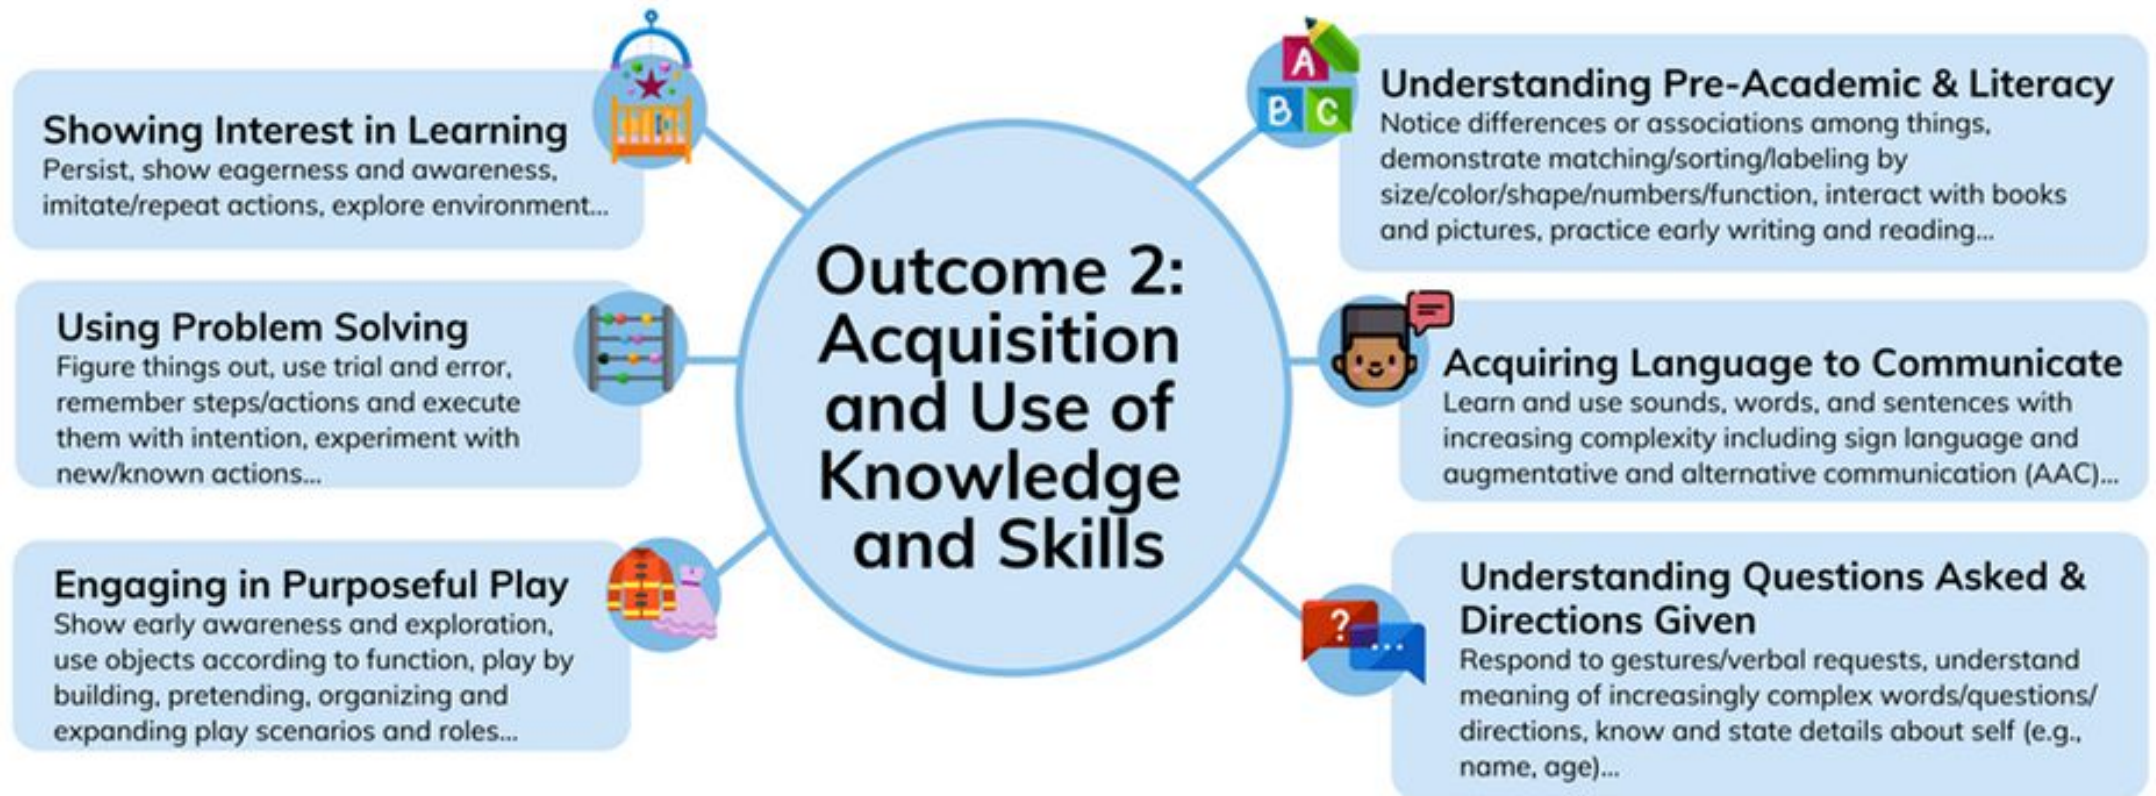 Showing Interest in Learning
Persist, show eagerness and awareness,
imitate/repeat actions, explore environment...
Using Problem Solving
Figure things out, use trial and error,
remember steps/actions and execute
them with intention, experiment with
new/known actions...
Engaging in Purposeful Play
Show early awareness and exploration,
use objects according to function, play by
building, pretending, organizing and
expanding play scenarios and roles...
Outcome 2:
Acquisition
and Use of
Knowledge
and Skills
A
B C
Understanding Pre-Academic & Literacy
Notice differences or associations among things,
demonstrate matching/sorting/labeling by
size/color/shape/numbers/function, interact with books
and pictures, practice early writing and reading...
Acquiring Language to Communicate
Learn and use sounds, words, and sentences with
increasing complexity including sign language and
augmentative and alternative communication (AAC)...
?
...
Understanding Questions Asked &
Directions Given
Respond to gestures/verbal requests, understand
meaning of increasingly complex words/questions/
directions, know and state details about self (e.g.,
name, age)...